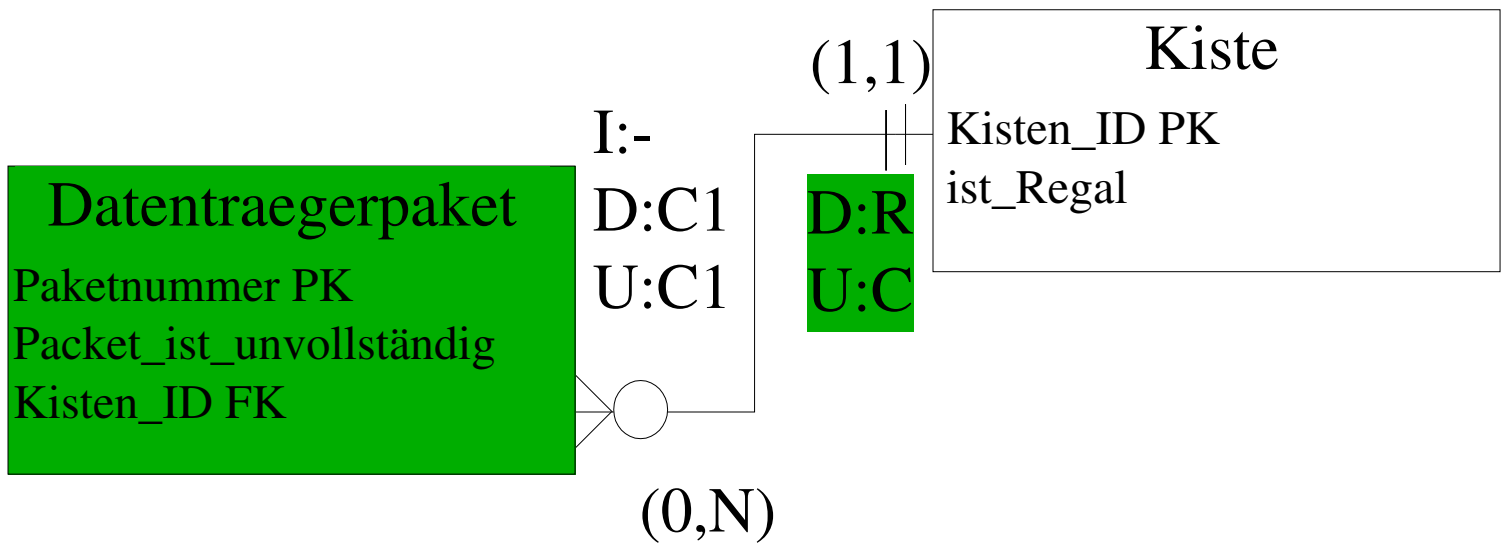 Datentraegerpaket
Paketnummer PK
Packet_ist_unvollständig
Kisten_ID FK
I:-
D:C1
U:C1
(0,N)
(1,1)
D:R
U:C
Kiste
Kisten_ID PK
ist_Regal